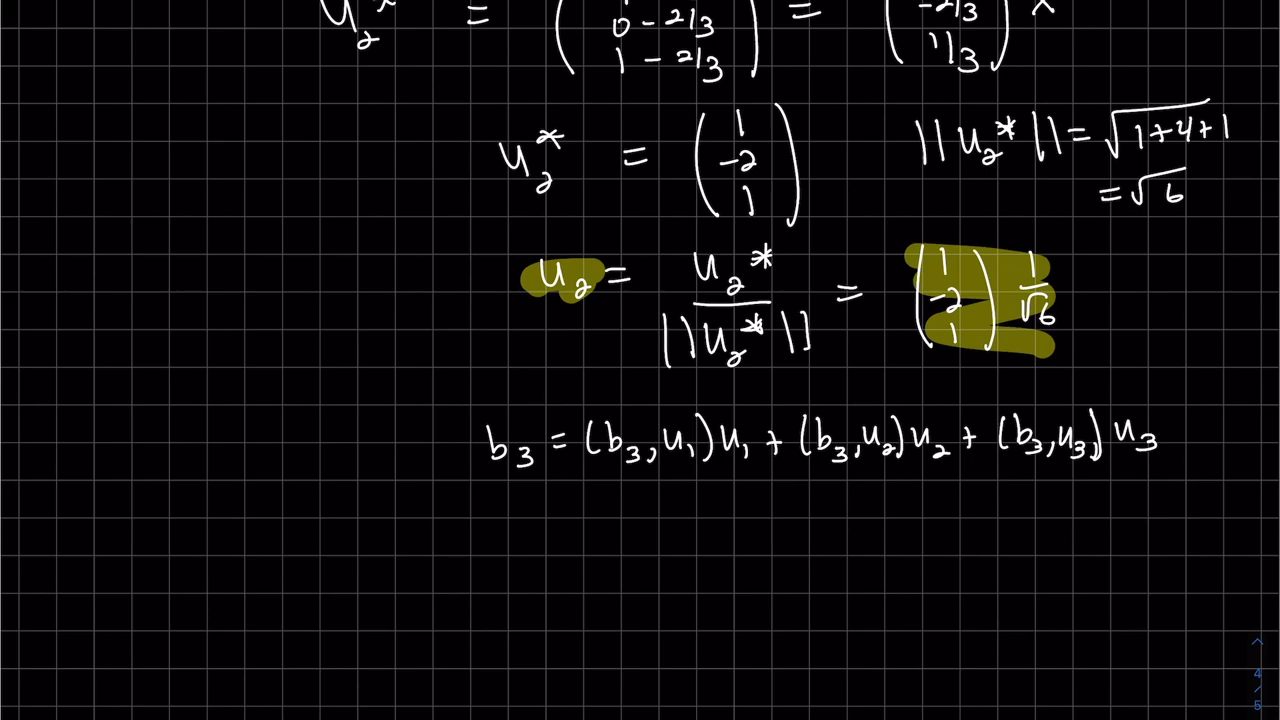 u₂* = ( 0 - 2/3 ) = ( -2/3 )
( 1 - 2/3 ) ( 1/3 )
u₂* = ( 1 -2 1 ) ||u₂*|| = √1+4+1
= √6
u₂ = u₂* / ||u₂*|| = ( 1 -2 1 ) 1/√6
b₃ = (b₃,u₁)u₁ + (b₃,u₂)u₂ + (b₃,u₃)u₃
4/5